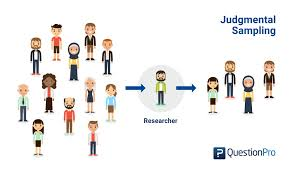 Judgmental
Sampling
Researcher
QuestionPro